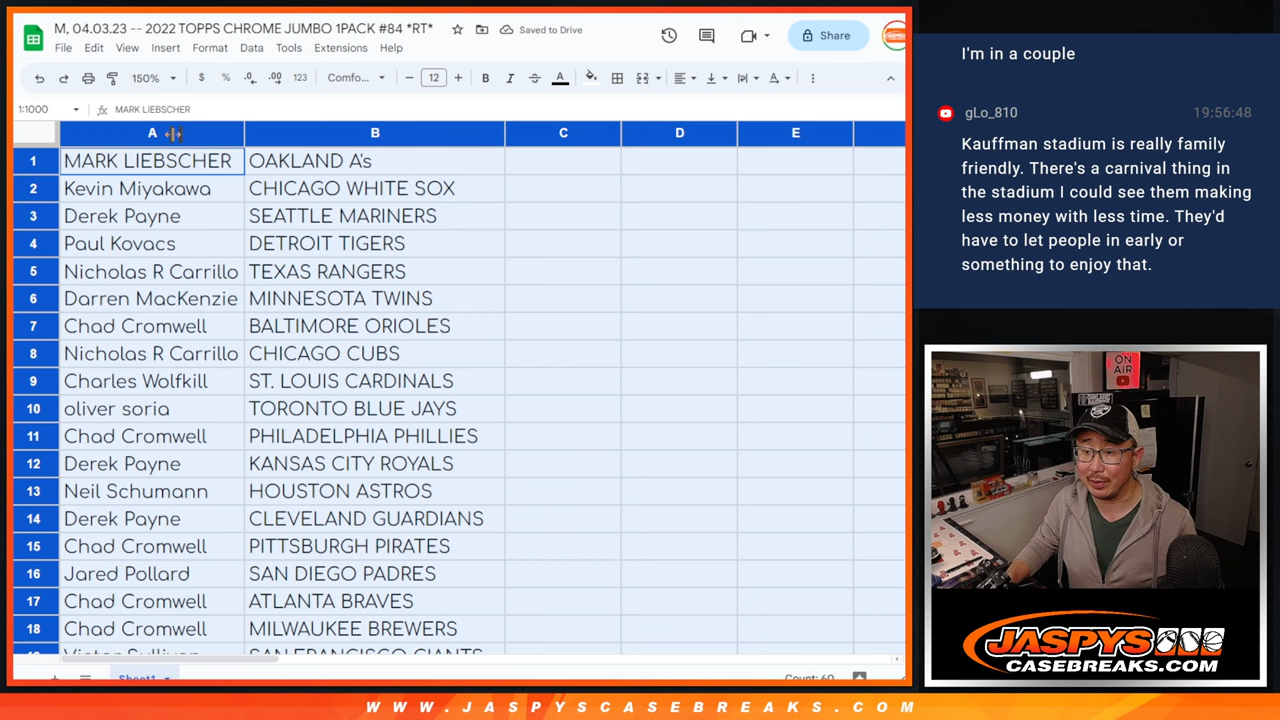 M, 04.03.23 -- 2022 TOPPS CHROME JUMBO 1PACK #84 *RT*
Saved to Drive
File Edit View Insert Format Data Tools Extensions Help
Share
150% $ % .0 .00 123 Comfo... 12 B I A
1:1000 fx MARK LIEBSCHER
A B C D E
1 MARK LIEBSCHER OAKLAND A's
2 Kevin Miyakawa CHICAGO WHITE SOX
3 Derek Payne SEATTLE MARINERS
4 Paul Kovacs DETROIT TIGERS
5 Nicholas R Carrillo TEXAS RANGERS
6 Darren MacKenzie MINNESOTA TWINS
7 Chad Cromwell BALTIMORE ORIOLES
8 Nicholas R Carrillo CHICAGO CUBS
9 Charles Wolfkill ST. LOUIS CARDINALS
10 oliver soria TORONTO BLUE JAYS
11 Chad Cromwell PHILADELPHIA PHILLIES
12 Derek Payne KANSAS CITY ROYALS
13 Neil Schumann HOUSTON ASTROS
14 Derek Payne CLEVELAND GUARDIANS
15 Chad Cromwell PITTSBURGH PIRATES
16 Jared Pollard SAN DIEGO PADRES
17 Chad Cromwell ATLANTA BRAVES
18 Chad Cromwell MILWAUKEE BREWERS
Victor Sullivan SAN FRANCISCO GIANTS
Sheet1
Count: 60
I'm in a couple
gLo_810 19:56:48
Kauffman stadium is really family
friendly. There's a carnival thing in
the stadium I could see them making
less money with less time. They'd
have to let people in early or
something to enjoy that.
ON
AIR
JASPYS
CASEBREAKS.COM
WWW.JASPYSCASEBREAKS.COM